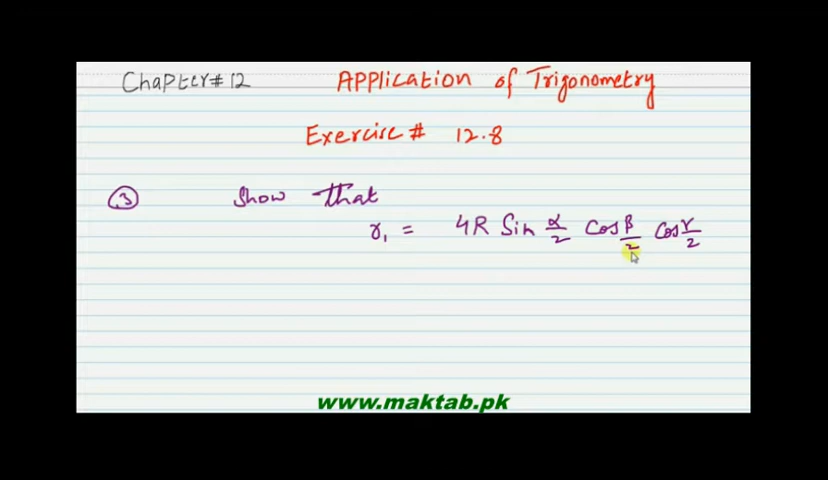 Chapter# 12 Application of Trigonometry
Exercise # 12.8
③ Show that
r₁ = 4R Sin α/2 Cos β/2 Cos γ/2
www.maktab.pk